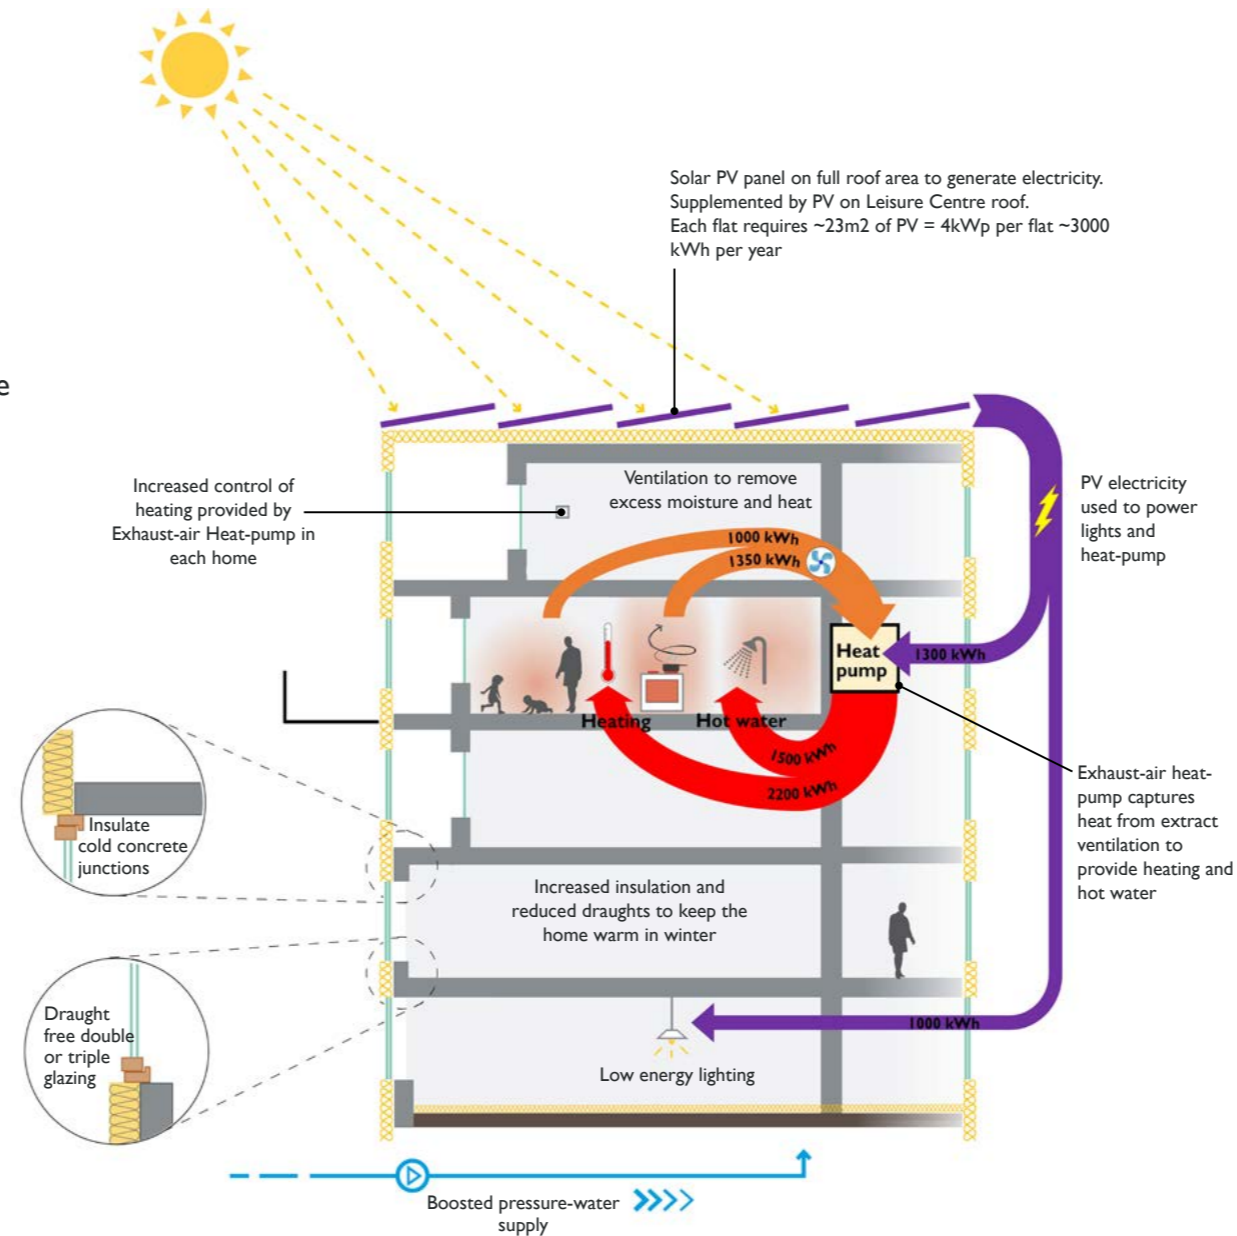 Solar PV panel on full roof area to generate electricity.
Supplemented by PV on Leisure Centre roof.
Each flat requires ~23m2 of PV = 4kWp per flat ~3000
kWh per year
e
Increased control of
heating provided by
Exhaust-air Heat-pump in
each home
Ventilation to remove
excess moisture and heat
PV electricity
used to power
lights and
heat-pump
1000 kWh
1350 kWh
Heat
pump
1300 kWh
Heating
Hot water
1500 kWh
2200 kWh
Exhaust-air heat-
pump captures
heat from extract
ventilation to
provide heating and
hot water
Insulate
cold concrete
junctions
Increased insulation and
reduced draughts to keep the
home warm in winter
Draught
free double
or triple
glazing
1000 kWh
Low energy lighting
Boosted pressure-water
supply